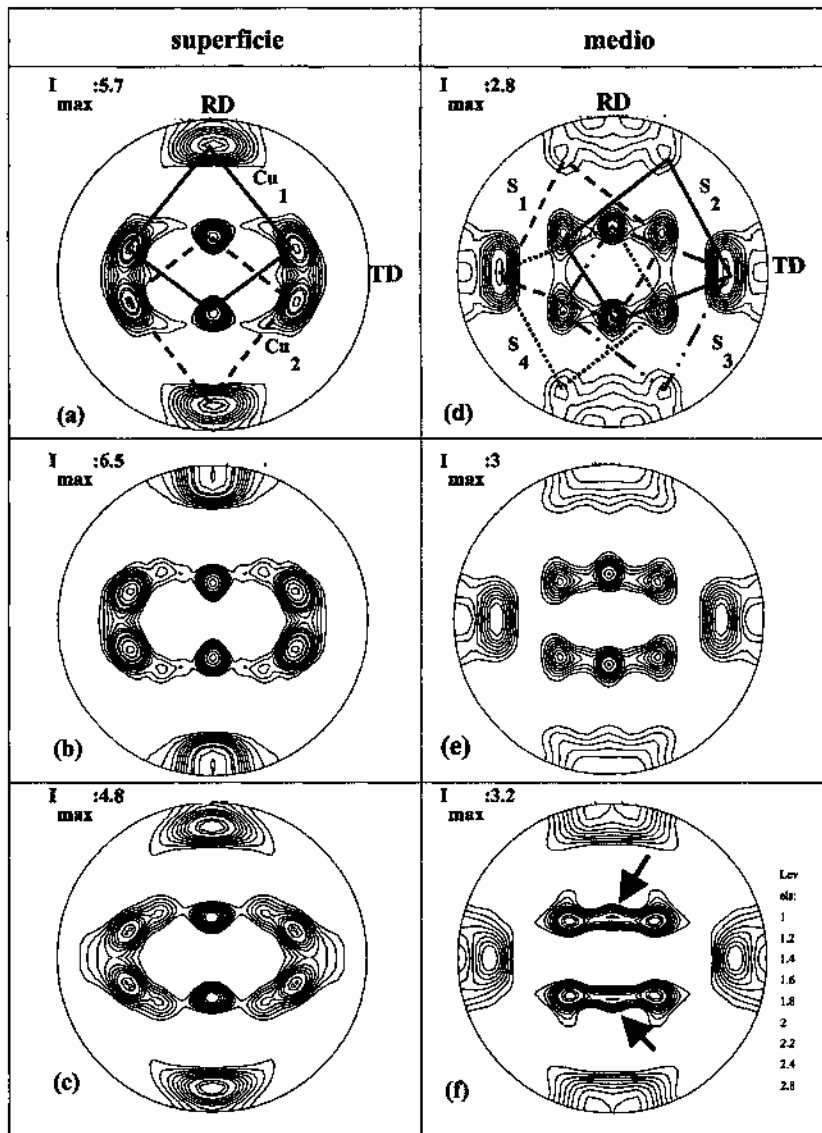 superficie
medio
I max :5.7
RD
Cu 1
TD
Cu 2
(a)
I max :2.8
RD
S 1
S 2
TD
S 4
S 3
(d)
I max :6.5
(b)
I max :3
(e)
I max :4.8
(c)
I max :3.2
Lev
els:
1
1.2
1.4
1.6
1.8
2
2.2
2.4
2.8
(f)